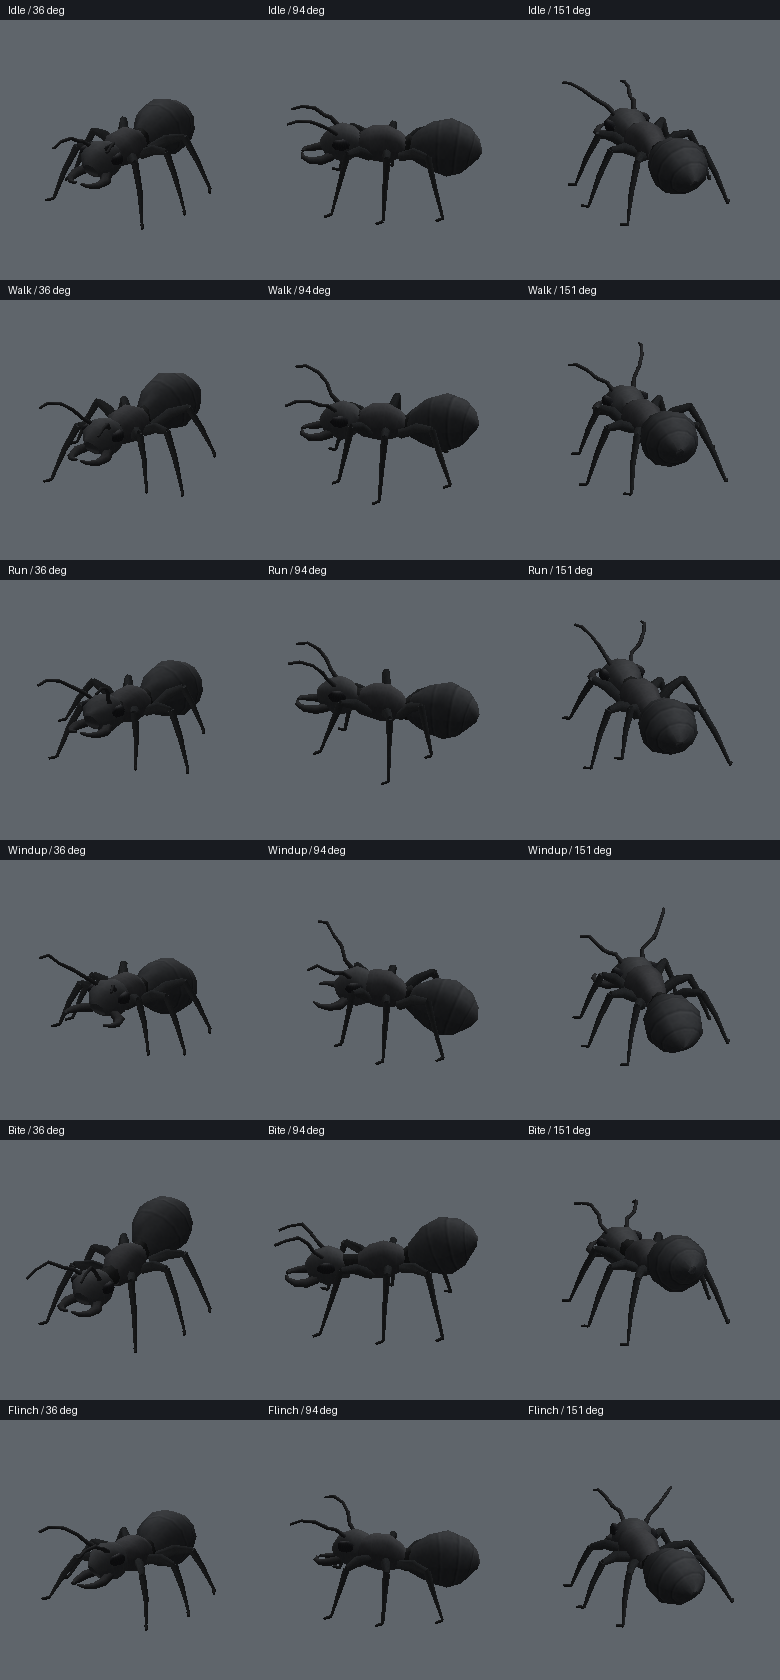 Idle / 36 deg
Idle / 94 deg
Idle / 151 deg
Walk / 36 deg
Walk / 94 deg
Walk / 151 deg
Run / 36 deg
Run / 94 deg
Run / 151 deg
Windup / 36 deg
Windup / 94 deg
Windup / 151 deg
Bite / 36 deg
Bite / 94 deg
Bite / 151 deg
Flinch / 36 deg
Flinch / 94 deg
Flinch / 151 deg